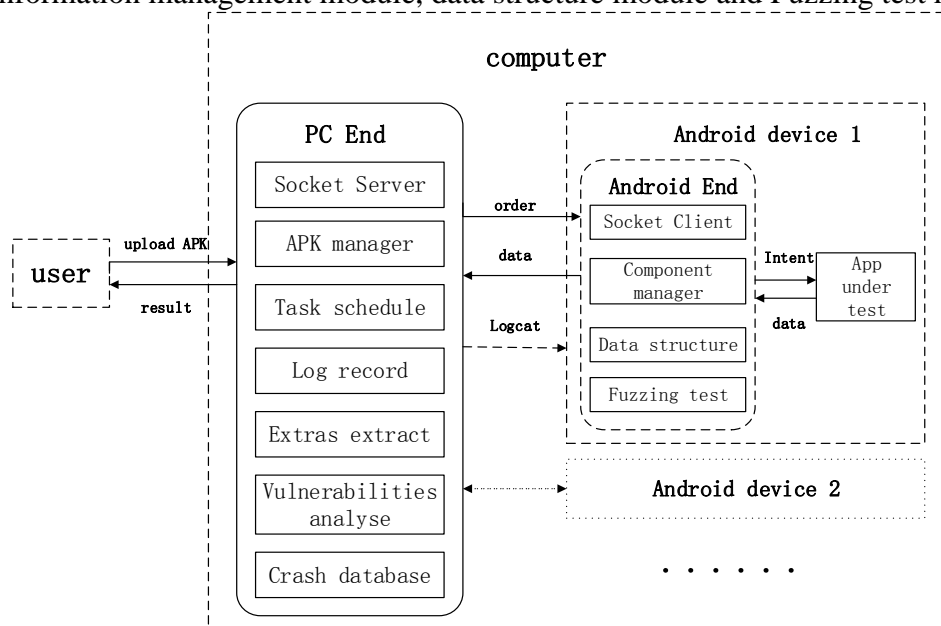 information management module, data structure module and Fuzzing test
computer
PC End
Socket Server
APK manager
Task schedule
Log record
Extras extract
Vulnerabilities
analyse
Crash database
user
upload APK
result
order
data
Logcat
Android device 1
Android End
Socket Client
Component
manager
Data structure
Fuzzing test
Intent
data
App
under
test
Android device 2
. . . . . .